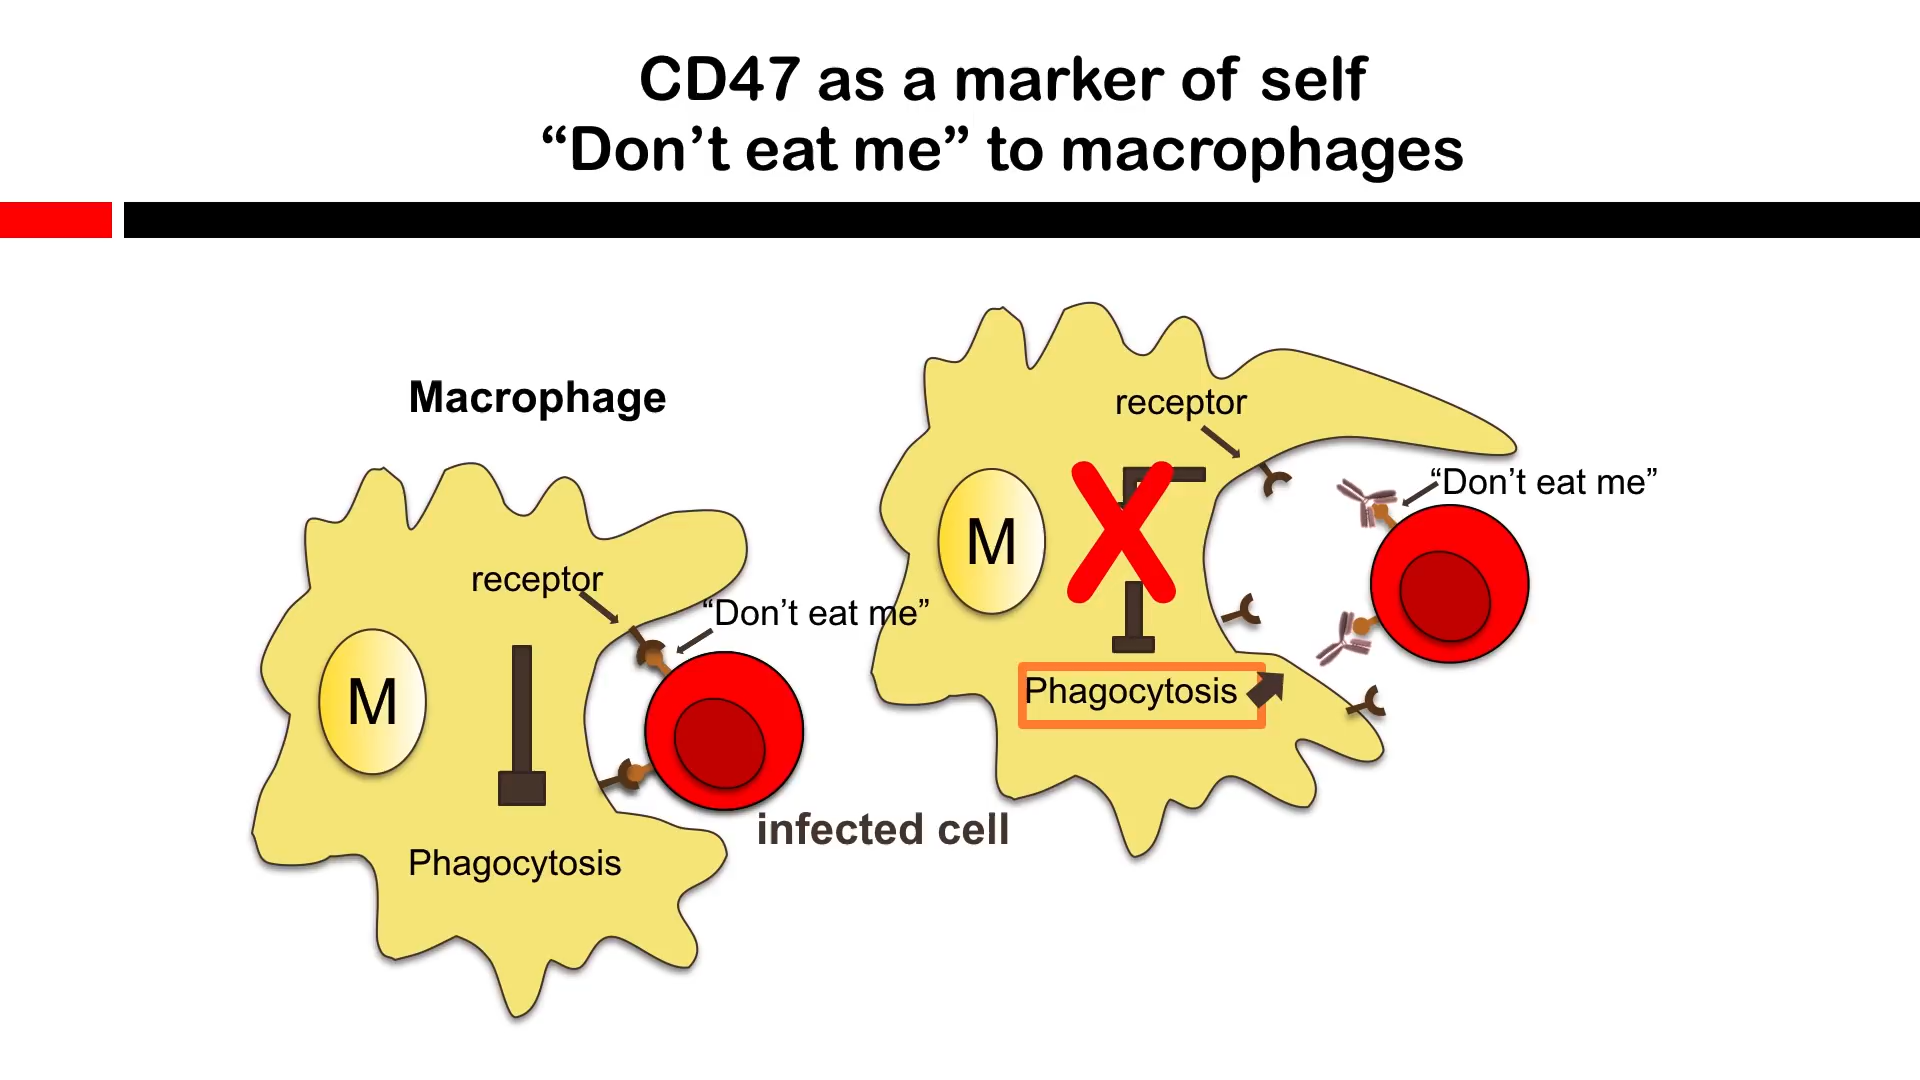 CD47 as a marker of self
“Don’t eat me” to macrophages
Macrophage
receptor
“Don’t eat me”
M
Phagocytosis
infected cell
receptor
“Don’t eat me”
M
X
Phagocytosis